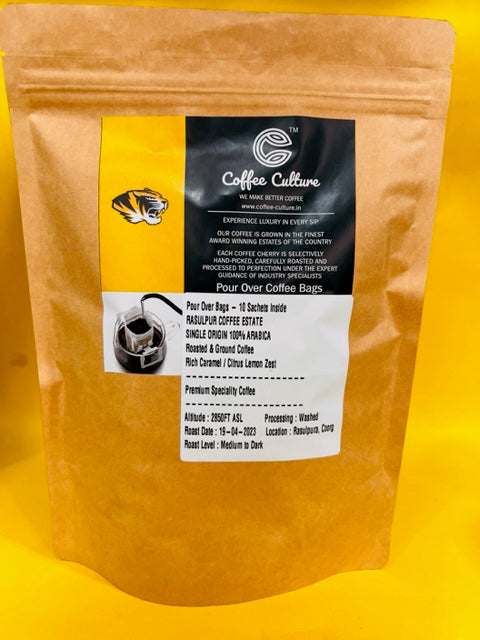 TM
Coffee Culture
WE MAKE BETTER COFFEE
www.coffee-culture.in
EXPERIENCE LUXURY IN EVERY SIP
OUR COFFEE IS GROWN IN THE FINEST
AWARD WINNING ESTATES OF THE COUNTRY
EACH COFFEE CHERRY IS SELECTIVELY
HAND-PICKED, CAREFULLY ROASTED AND
PROCESSED TO PERFECTION UNDER THE EXPERT
GUIDANCE OF INDUSTRY SPECIALISTS
Pour Over Coffee Bags
Pour Over Bags - 10 Sachets Inside
RASULPUR COFFEE ESTATE
SINGLE ORIGIN 100% ARABICA
Roasted & Ground Coffee
Rich Caramel / Citrus Lemon Zest
Premium Speciality Coffee
Altitude : 2950FT ASL Processing : Washed
Roast Date : 19-04-2023 Location : Rasulpura, Coorg
Roast Level : Medium to Dark